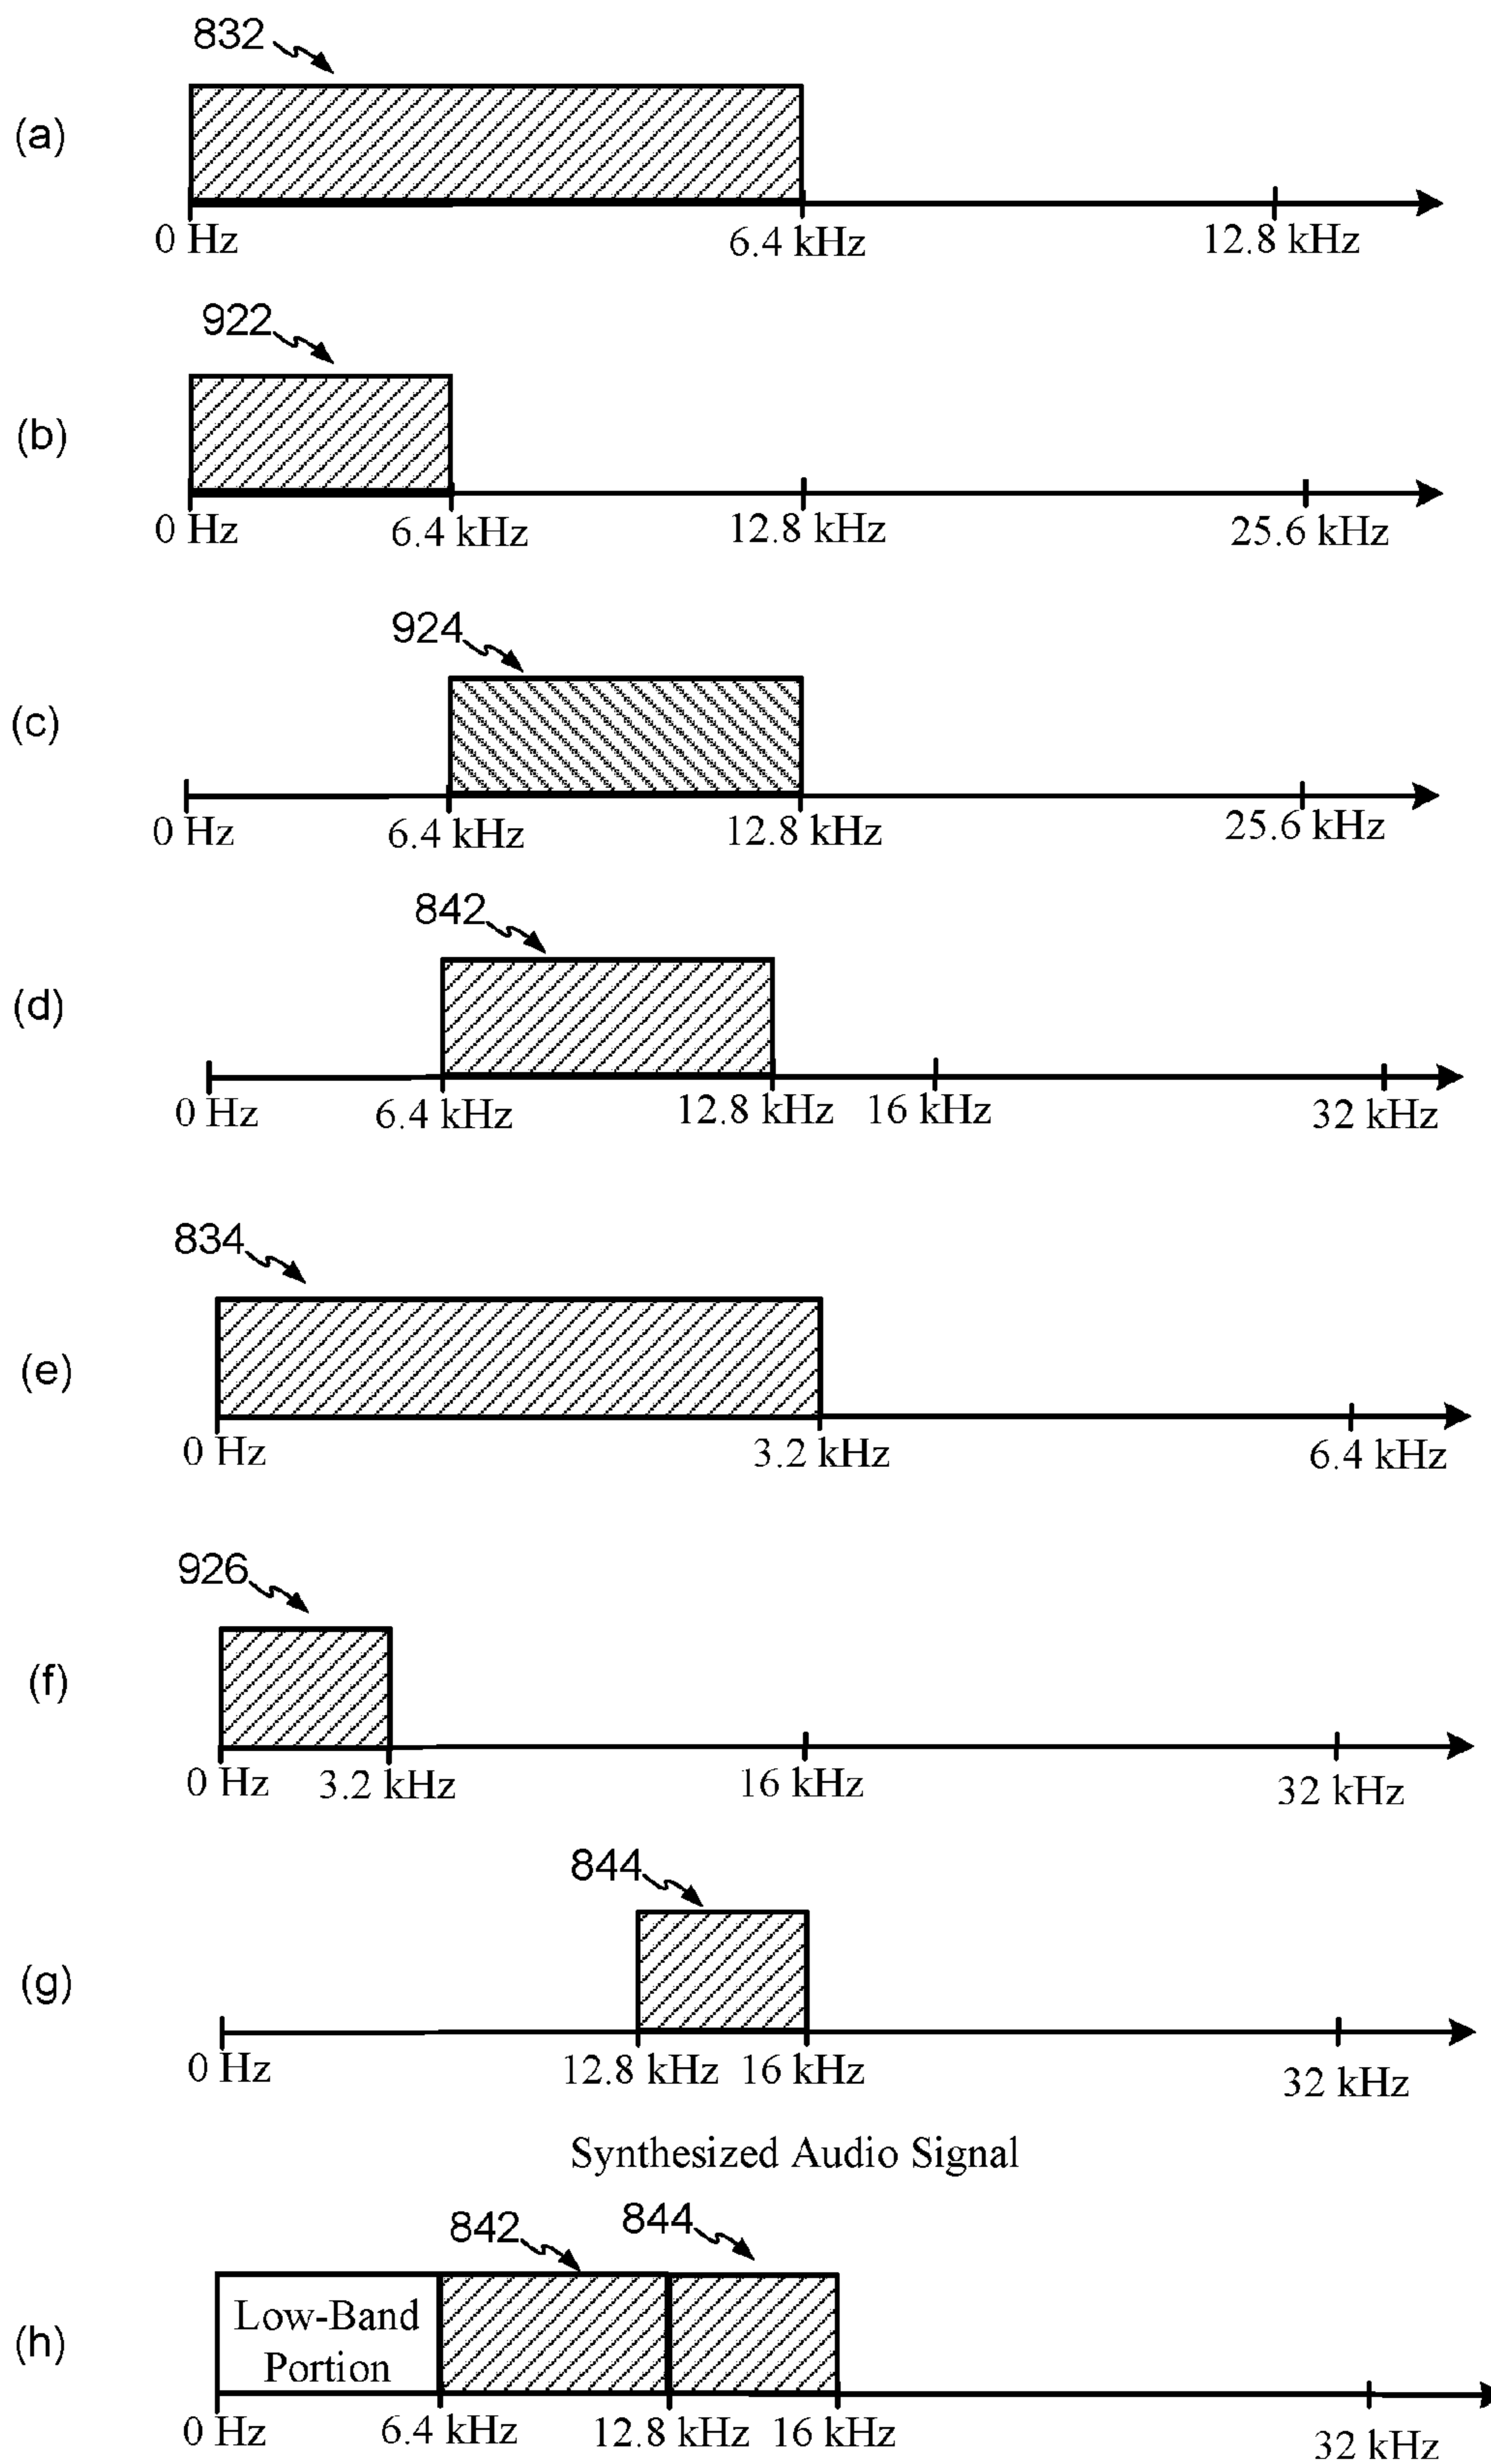 832
(a)
0 Hz 6.4 kHz 12.8 kHz
922
(b)
0 Hz 6.4 kHz 12.8 kHz 25.6 kHz
924
(c)
0 Hz 6.4 kHz 12.8 kHz 25.6 kHz
842
(d)
0 Hz 6.4 kHz 12.8 kHz 16 kHz 32 kHz
834
(e)
0 Hz 3.2 kHz 6.4 kHz
926
(f)
0 Hz 3.2 kHz 16 kHz 32 kHz
844
(g)
0 Hz 12.8 kHz 16 kHz 32 kHz
Synthesized Audio Signal
842 844
(h)
Low-Band
Portion
0 Hz 6.4 kHz 12.8 kHz 16 kHz 32 kHz